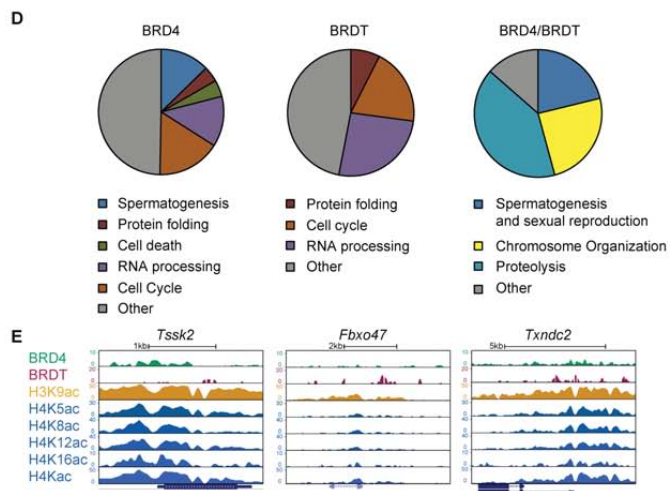 D
BRD4
BRDT
BRD4/BRDT
Spermatogenesis
Protein folding
Cell death
RNA processing
Cell Cycle
Other
Protein folding
Cell cycle
RNA processing
Other
Spermatogenesis
and sexual reproduction
Chromosome Organization
Proteolysis
Other
E
Tssk2
Fbxo47
Txndc2
1kb
2kb
5kb
BRD4
BRDT
H3K9ac
H4K5ac
H4K8ac
H4K12ac
H4K16ac
H4Kac